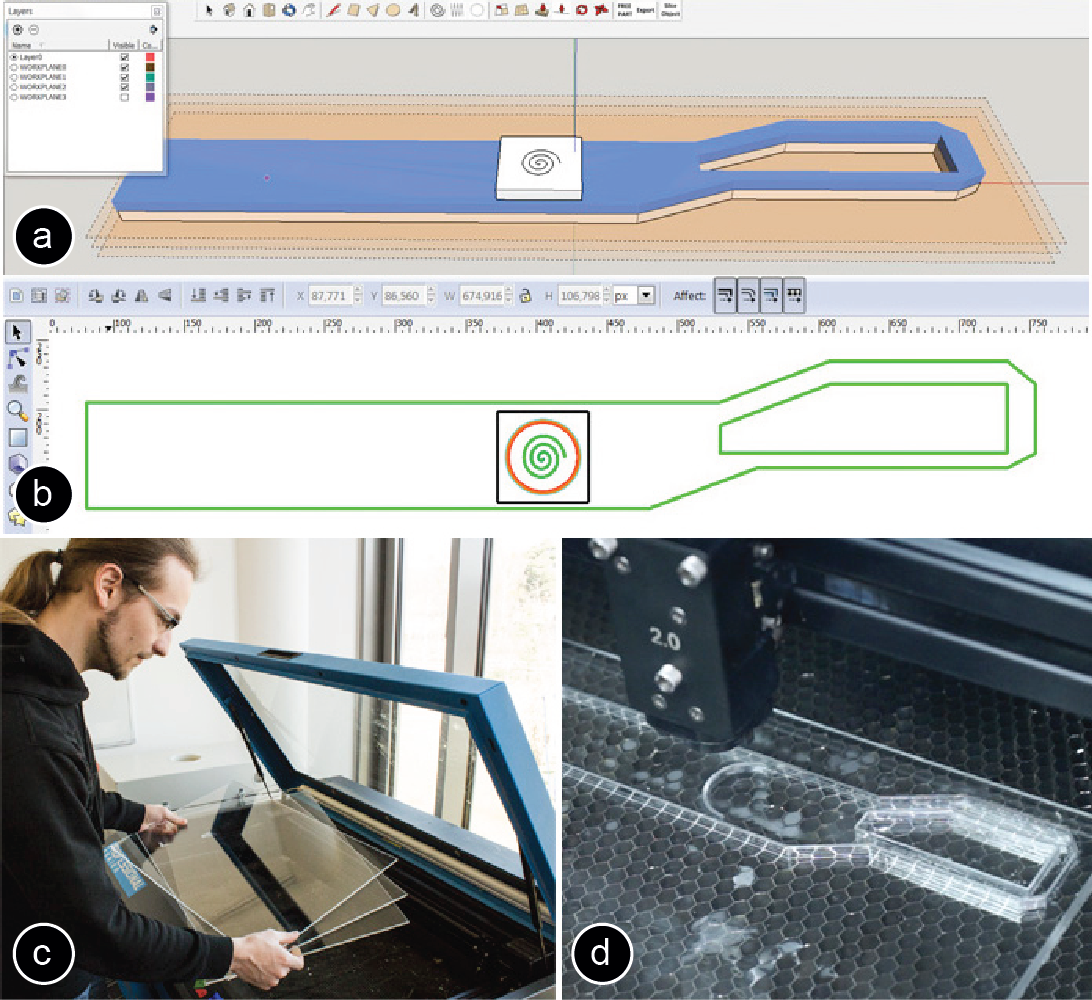 Layers
Name Visible Co...
Layer0
WORKPLANE0
WORKPLANE1
WORKPLANE2
WORKPLANE3
FREE PART Export Slice Object
a
X 87,771 Y 86,560 W 674,916 H 106,798 px Affect:
0 100 150 200 250 300 350 400 450 500 550 600 650 700 750
b
2.0
c
d